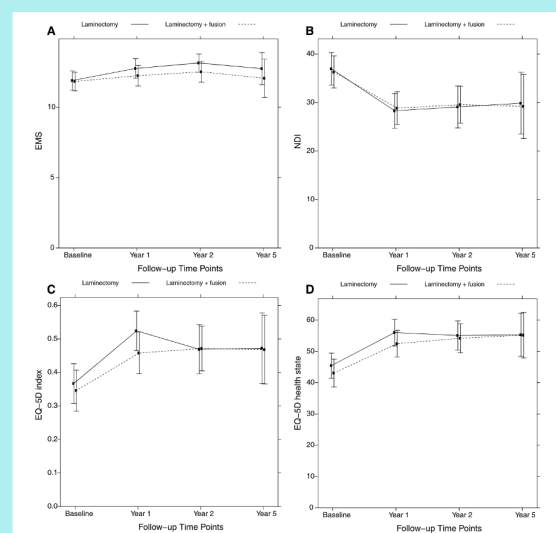 Laminectomy Laminectomy + fusion
A
EMS
10
5
0
Baseline Year 1 Year 2 Year 5
Follow-up Time Points
Laminectomy Laminectomy + fusion
B
NDI
40
30
20
10
0
Baseline Year 1 Year 2 Year 5
Follow-up Time Points
Laminectomy Laminectomy + fusion
C
EQ-5D index
0.6
0.5
0.4
0.3
0.2
0.1
0.0
Baseline Year 1 Year 2 Year 5
Follow-up Time Points
Laminectomy Laminectomy + fusion
D
EQ-5D health state
60
50
40
30
20
10
0
Baseline Year 1 Year 2 Year 5
Follow-up Time Points